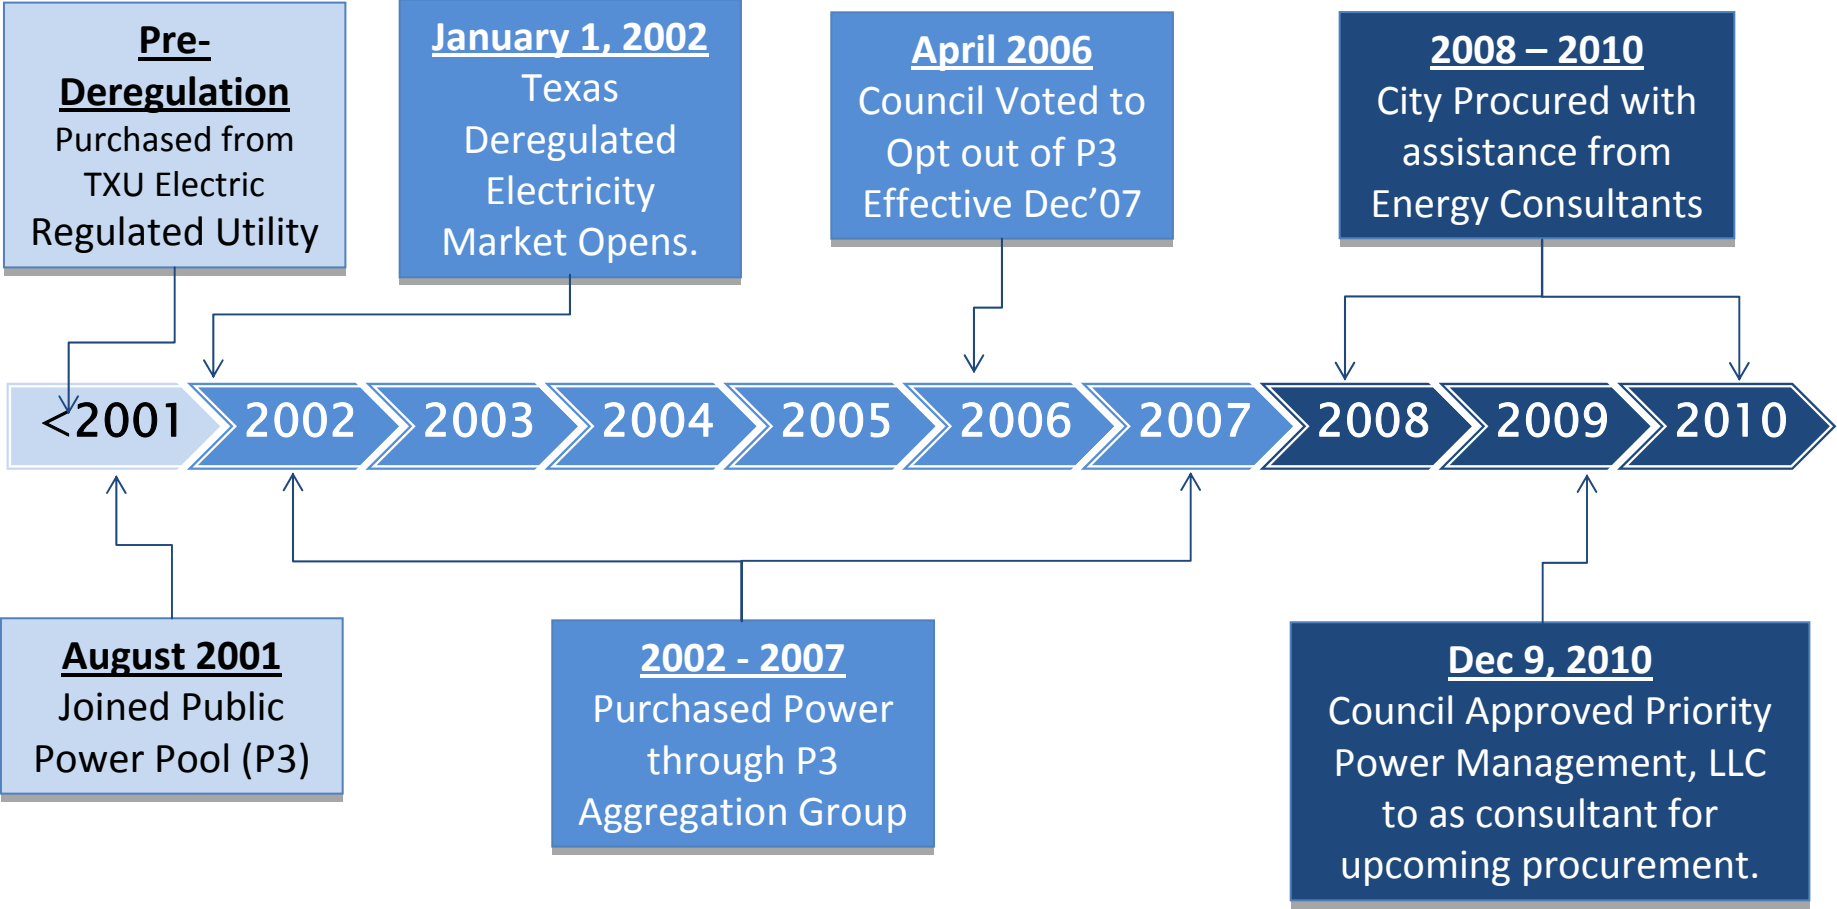 Pre-
Deregulation
Purchased from
TXU Electric
Regulated Utility
January 1, 2002
Texas
Deregulated
Electricity
Market Opens.
April 2006
Council Voted to
Opt out of P3
Effective Dec’07
2008 – 2010
City Procured with
assistance from
Energy Consultants
<2001 2002 2003 2004 2005 2006 2007 2008 2009 2010
August 2001
Joined Public
Power Pool (P3)
2002 - 2007
Purchased Power
through P3
Aggregation Group
Dec 9, 2010
Council Approved Priority
Power Management, LLC
to as consultant for
upcoming procurement.